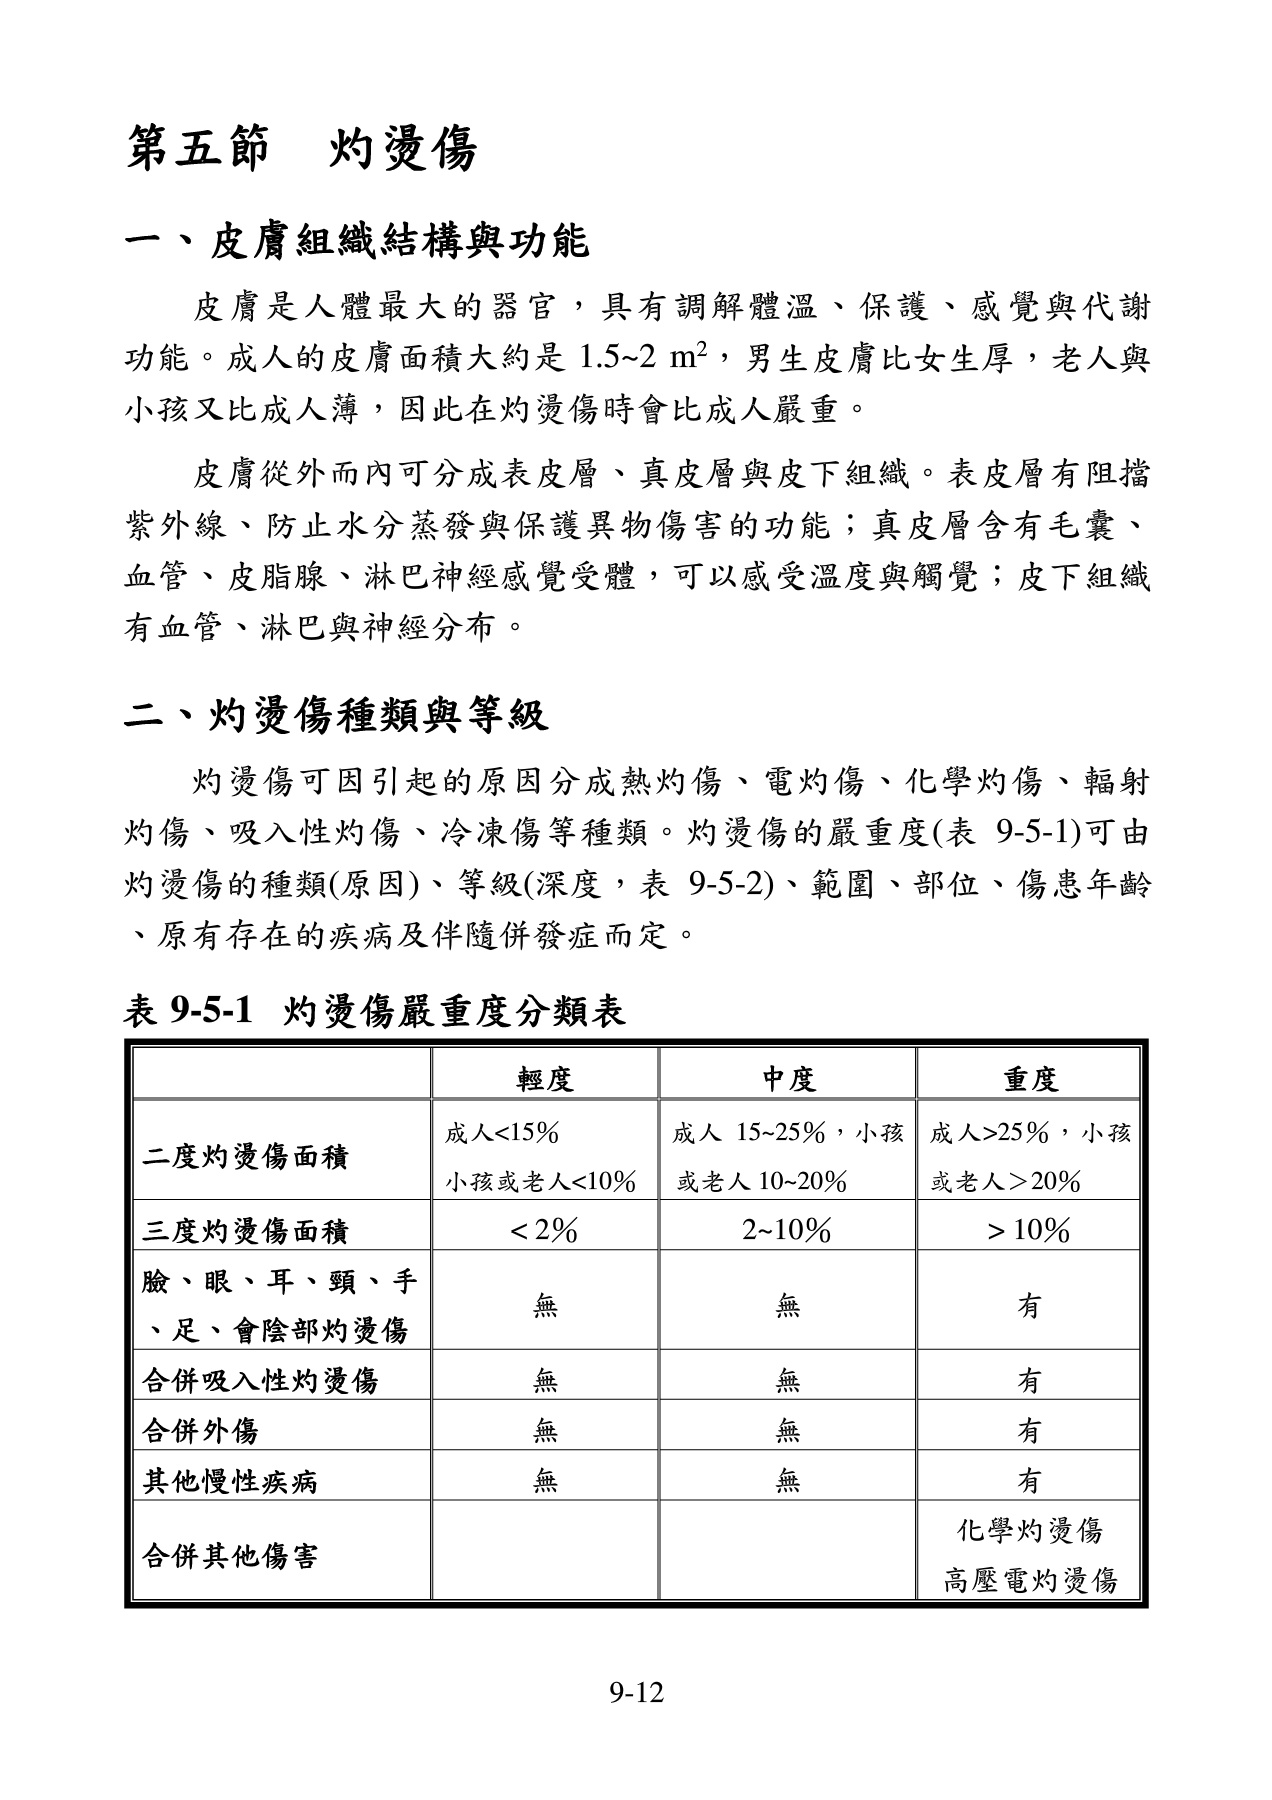 第五節　灼燙傷
一、皮膚組織結構與功能
皮膚是人體最大的器官，具有調解體溫、保護、感覺與代謝
功能。成人的皮膚面積大約是 1.5~2 m²，男生皮膚比女生厚，老人與
小孩又比成人薄，因此在灼燙傷時會比成人嚴重。
皮膚從外而內可分成表皮層、真皮層與皮下組織。表皮層有阻擋
紫外線、防止水分蒸發與保護異物傷害的功能；真皮層含有毛囊、
血管、皮脂腺、淋巴神經感覺受體，可以感受溫度與觸覺；皮下組織
有血管、淋巴與神經分布。
二、灼燙傷種類與等級
灼燙傷可因引起的原因分成熱灼傷、電灼傷、化學灼傷、輻射
灼傷、吸入性灼傷、冷凍傷等種類。灼燙傷的嚴重度(表 9-5-1)可由
灼燙傷的種類(原因)、等級(深度，表 9-5-2)、範圍、部位、傷患年齡
、原有存在的疾病及伴隨併發症而定。
表 9-5-1 灼燙傷嚴重度分類表
輕度 中度 重度
二度灼燙傷面積
成人<15％
小孩或老人<10％
成人 15~25％，小孩
或老人 10~20％
成人>25％，小孩
或老人＞20％
三度灼燙傷面積 < 2％ 2~10％ > 10％
臉、眼、耳、頸、手
、足、會陰部灼燙傷
無 無 有
合併吸入性灼燙傷 無 無 有
合併外傷 無 無 有
其他慢性疾病 無 無 有
合併其他傷害
化學灼燙傷
高壓電灼燙傷
9-12